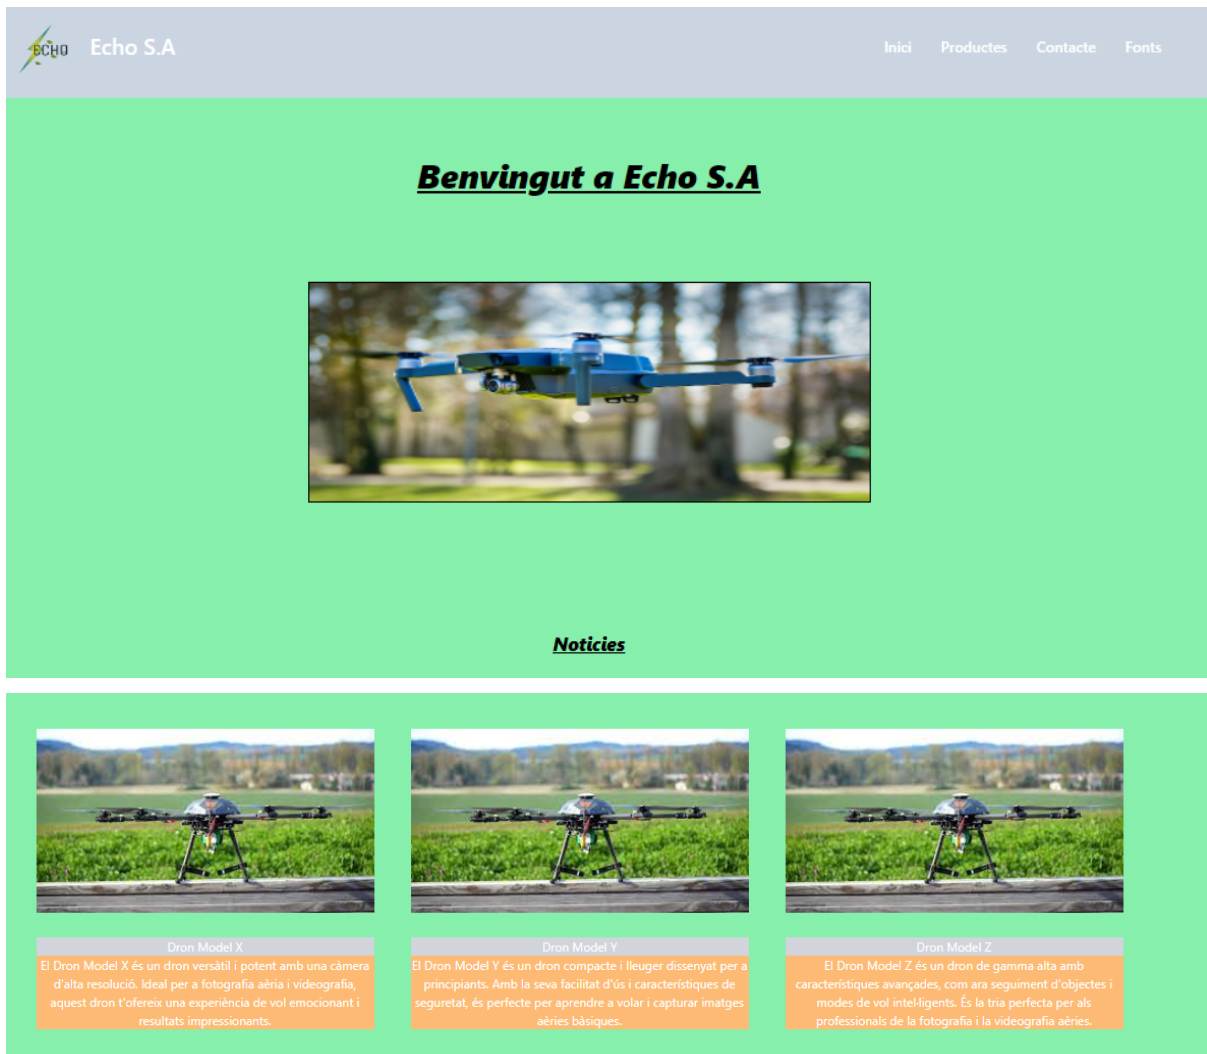 ECHO
Echo S.A
Inici Productes Contacte Fonts
Benvingut a Echo S.A
Noticies
Dron Model X
El Dron Model X és un dron versàtil i potent amb una càmera
d'alta resolució. Ideal per a fotografia aèria i videografia,
aquest dron t'ofereix una experiència de vol emocionant i
resultats impressionants.
Dron Model Y
El Dron Model Y és un dron compacte i lleuger dissenyat per a
principiants. Amb la seva facilitat d'ús i característiques de
seguretat, és perfecte per aprendre a volar i capturar imatges
aèries bàsiques.
Dron Model Z
El Dron Model Z és un dron de gamma alta amb
característiques avançades, com ara seguiment d'objectes i
modes de vol intel·ligents. És la tria perfecta per als
professionals de la fotografia i la videografia aèries.